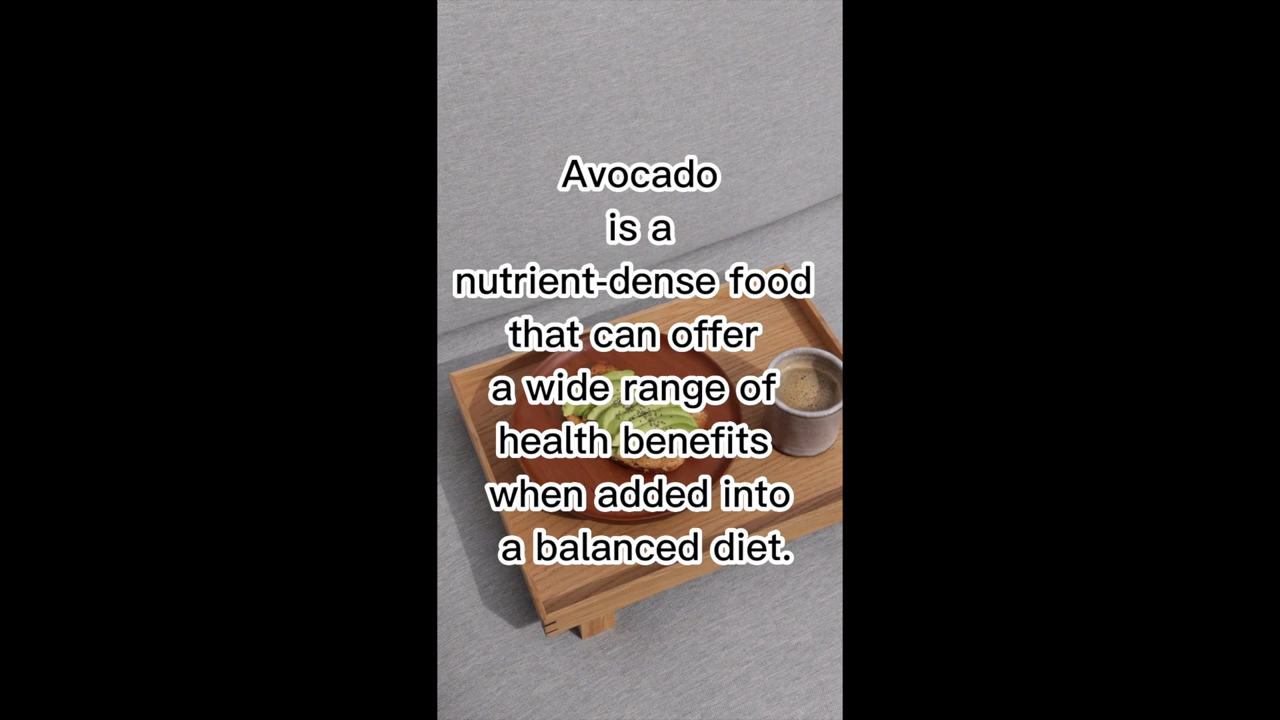 Avocado
is a
nutrient-dense food
that can offer
a wide range of
health benefits
when added into
a balanced diet.